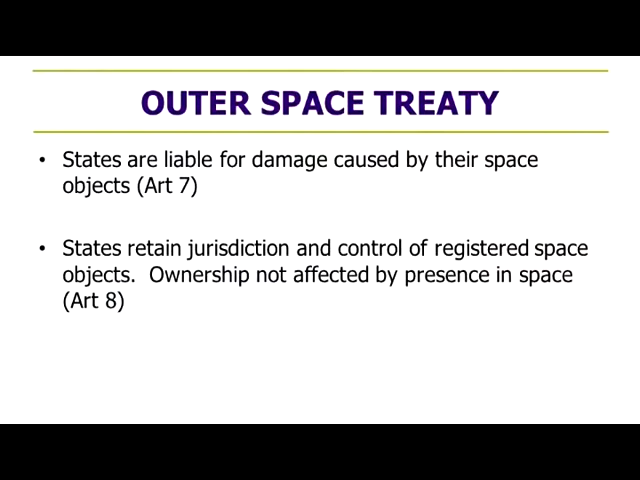 OUTER SPACE TREATY
• States are liable for damage caused by their space
objects (Art 7)
• States retain jurisdiction and control of registered space
objects.  Ownership not affected by presence in space
(Art 8)